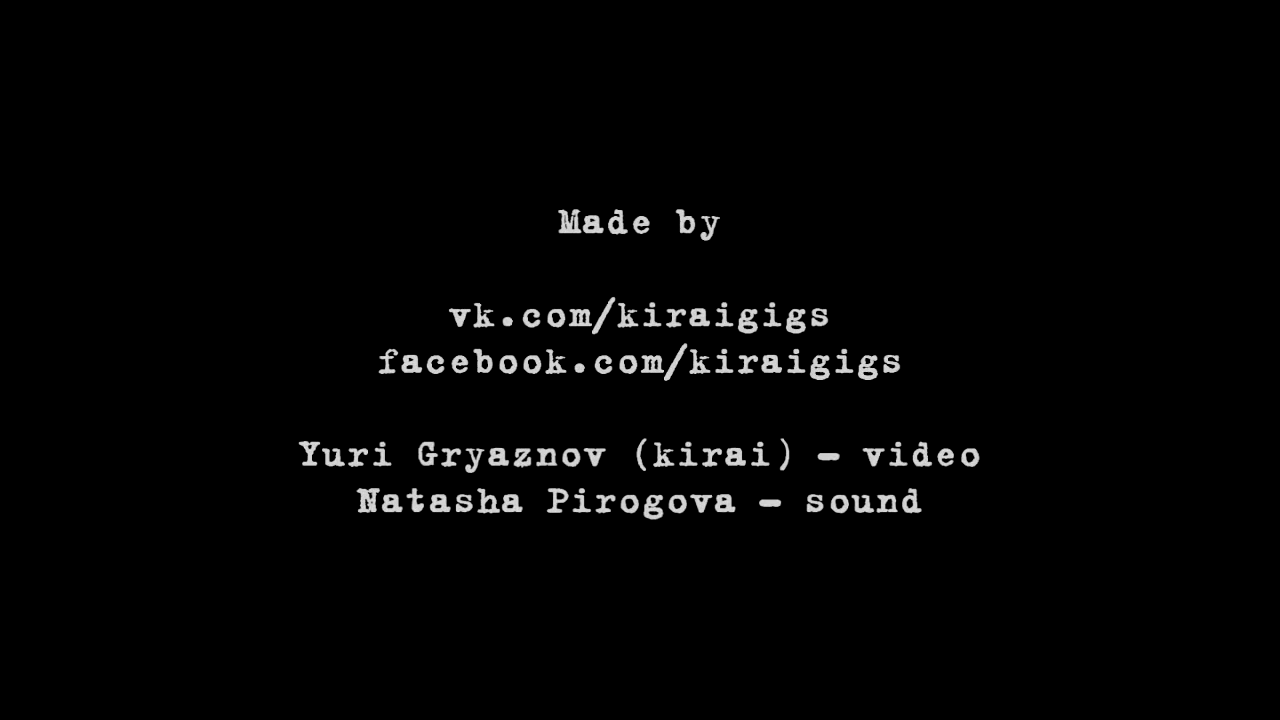 Made by
vk.com/kiraigigs
facebook.com/kiraigigs
Yuri Gryaznov (kirai) – video
Natasha Pirogova – sound